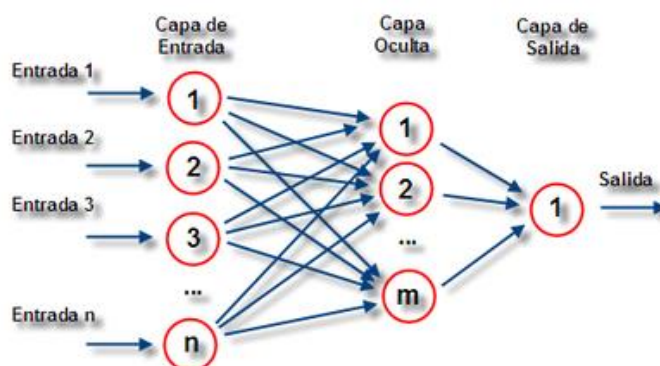 Capa de
Entrada
Capa
Oculta
Capa de
Salida
Entrada 1
1
Entrada 2
2
Entrada 3
3
...
Entrada n
n
1
2
...
m
1
Salida